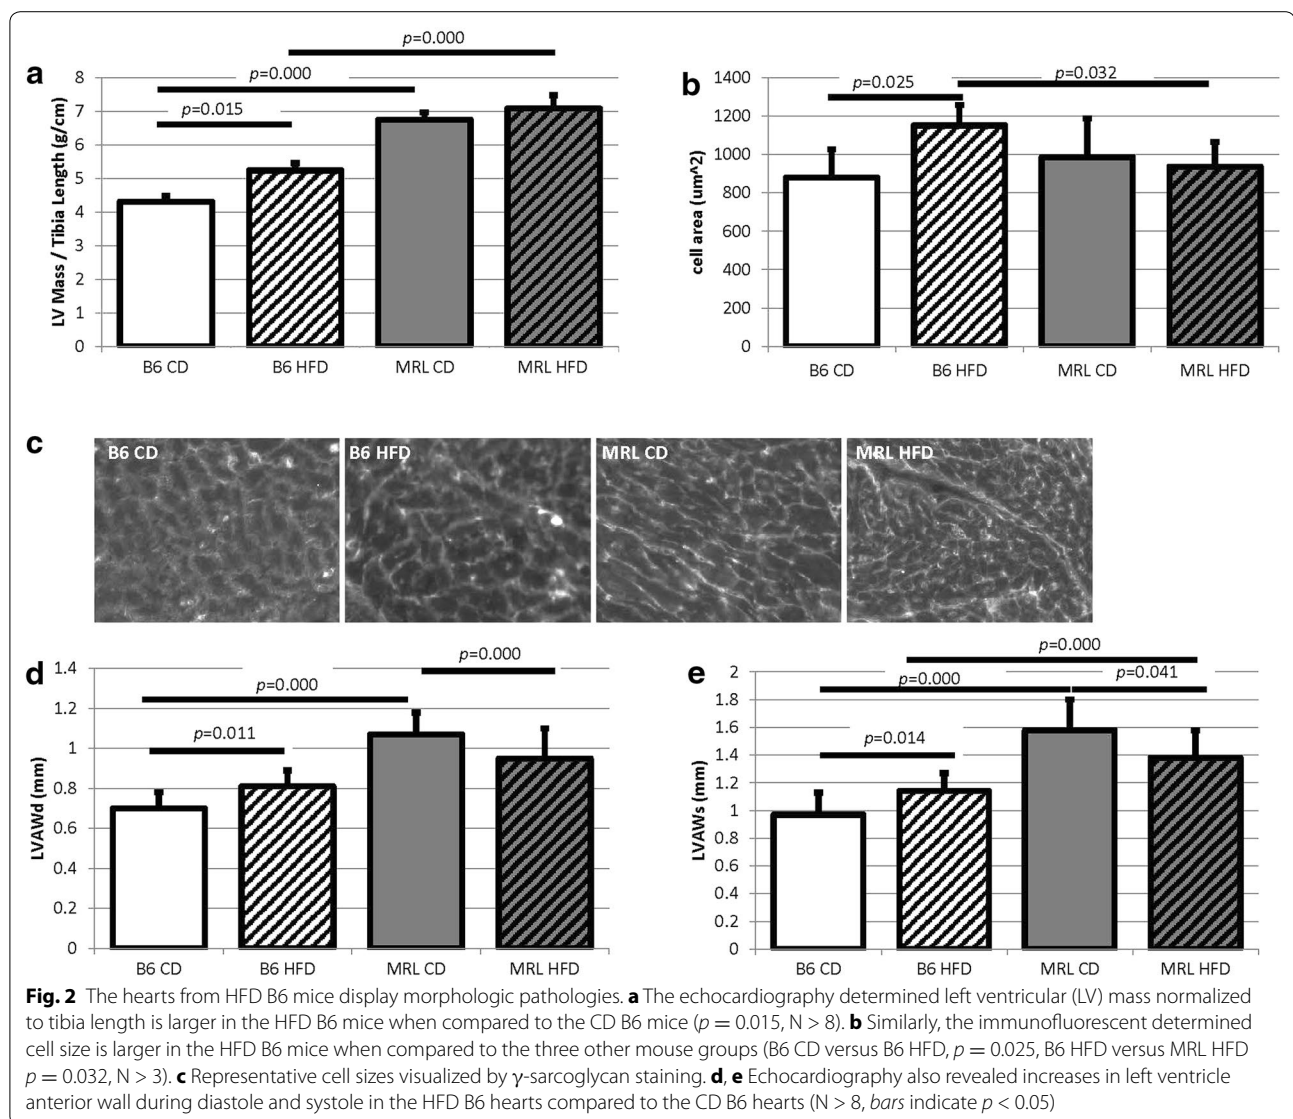 a
p=0.000
p=0.000
p=0.015
LV Mass / Tibia Length (g/cm)
8
7
6
5
4
3
2
1
0
B6 CD
B6 HFD
MRL CD
MRL HFD
b
p=0.025
p=0.032
cell area (um^2)
1400
1200
1000
800
600
400
200
0
B6 CD
B6 HFD
MRL CD
MRL HFD
c
B6 CD
B6 HFD
MRL CD
MRL HFD
d
p=0.000
p=0.000
p=0.011
LVAWd (mm)
1.4
1.2
1
0.8
0.6
0.4
0.2
0
B6 CD
B6 HFD
MRL CD
MRL HFD
e
p=0.000
p=0.000
p=0.041
p=0.014
LVAWs (mm)
2
1.8
1.6
1.4
1.2
1
0.8
0.6
0.4
0.2
0
B6 CD
B6 HFD
MRL CD
MRL HFD
Fig. 2 The hearts from HFD B6 mice display morphologic pathologies. a The echocardiography determined left ventricular (LV) mass normalized
to tibia length is larger in the HFD B6 mice when compared to the CD B6 mice (p = 0.015, N > 8). b Similarly, the immunofluorescent determined
cell size is larger in the HFD B6 mice when compared to the three other mouse groups (B6 CD versus B6 HFD, p = 0.025, B6 HFD versus MRL HFD
p = 0.032, N > 3). c Representative cell sizes visualized by γ-sarcoglycan staining. d, e Echocardiography also revealed increases in left ventricle
anterior wall during diastole and systole in the HFD B6 hearts compared to the CD B6 hearts (N > 8, bars indicate p < 0.05)